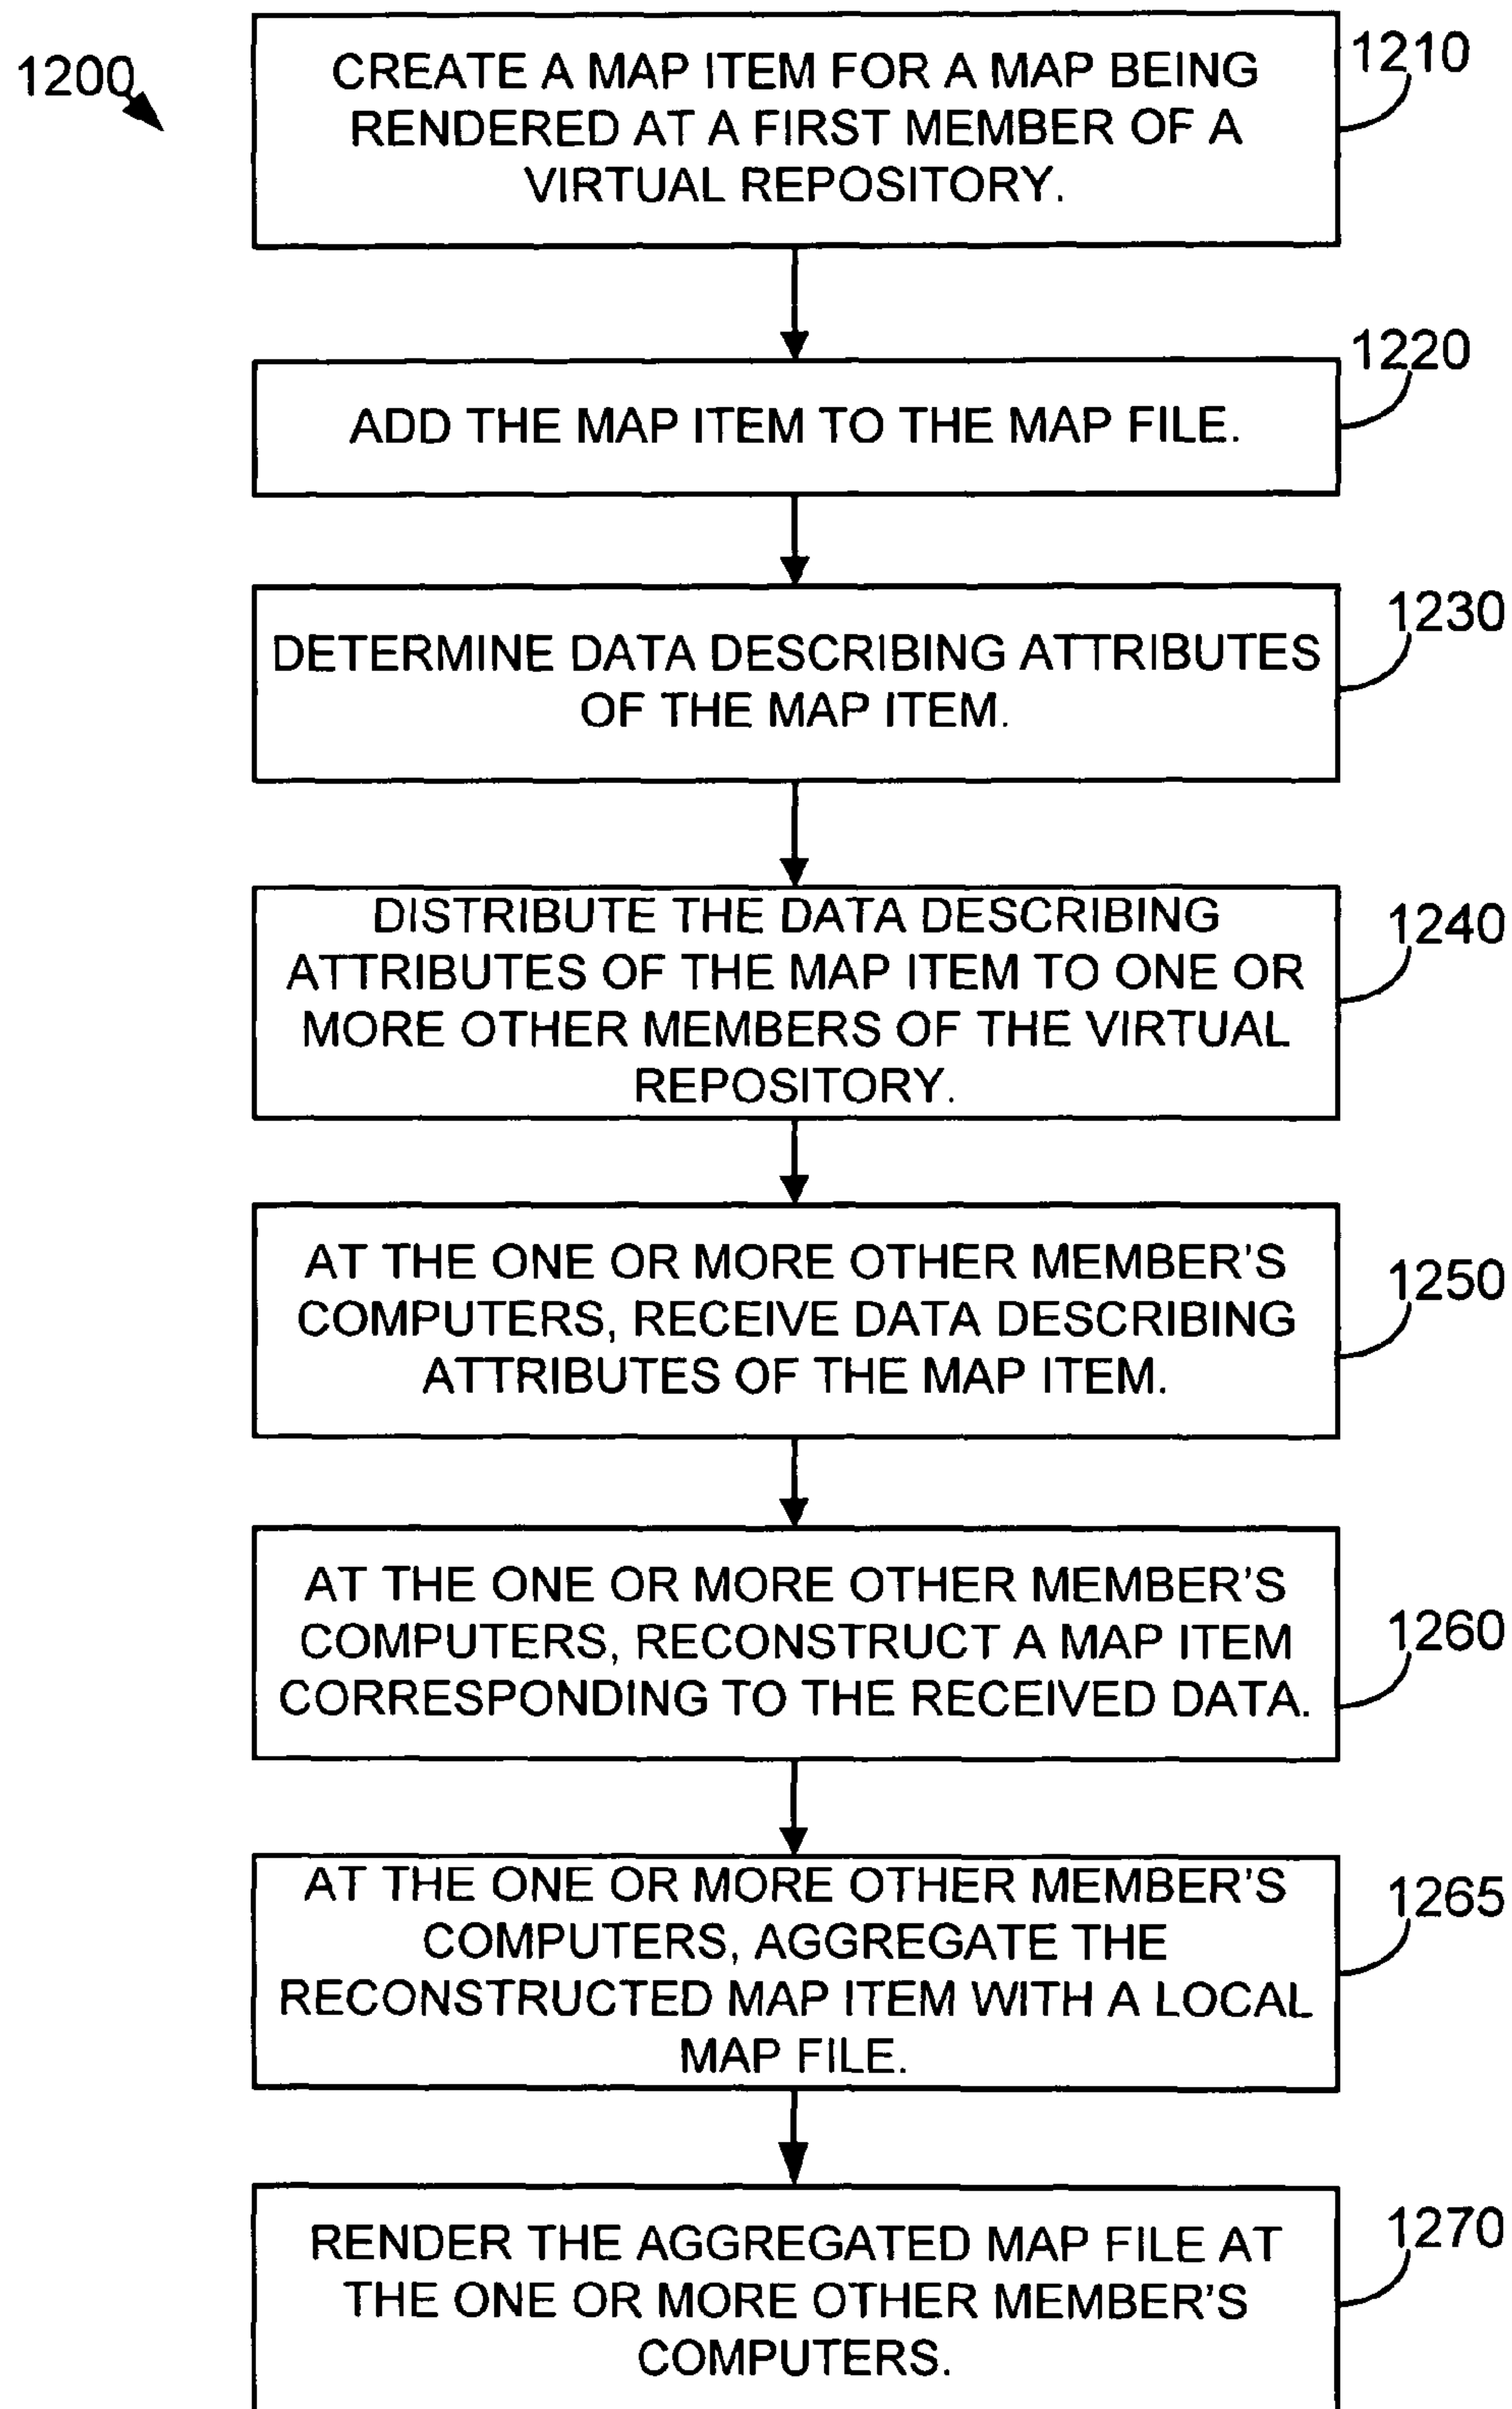 1200
CREATE A MAP ITEM FOR A MAP BEING
RENDERED AT A FIRST MEMBER OF A
VIRTUAL REPOSITORY.
1210
ADD THE MAP ITEM TO THE MAP FILE.
1220
DETERMINE DATA DESCRIBING ATTRIBUTES
OF THE MAP ITEM.
1230
DISTRIBUTE THE DATA DESCRIBING
ATTRIBUTES OF THE MAP ITEM TO ONE OR
MORE OTHER MEMBERS OF THE VIRTUAL
REPOSITORY.
1240
AT THE ONE OR MORE OTHER MEMBER'S
COMPUTERS, RECEIVE DATA DESCRIBING
ATTRIBUTES OF THE MAP ITEM.
1250
AT THE ONE OR MORE OTHER MEMBER'S
COMPUTERS, RECONSTRUCT A MAP ITEM
CORRESPONDING TO THE RECEIVED DATA.
1260
AT THE ONE OR MORE OTHER MEMBER'S
COMPUTERS, AGGREGATE THE
RECONSTRUCTED MAP ITEM WITH A LOCAL
MAP FILE.
1265
RENDER THE AGGREGATED MAP FILE AT
THE ONE OR MORE OTHER MEMBER'S
COMPUTERS.
1270